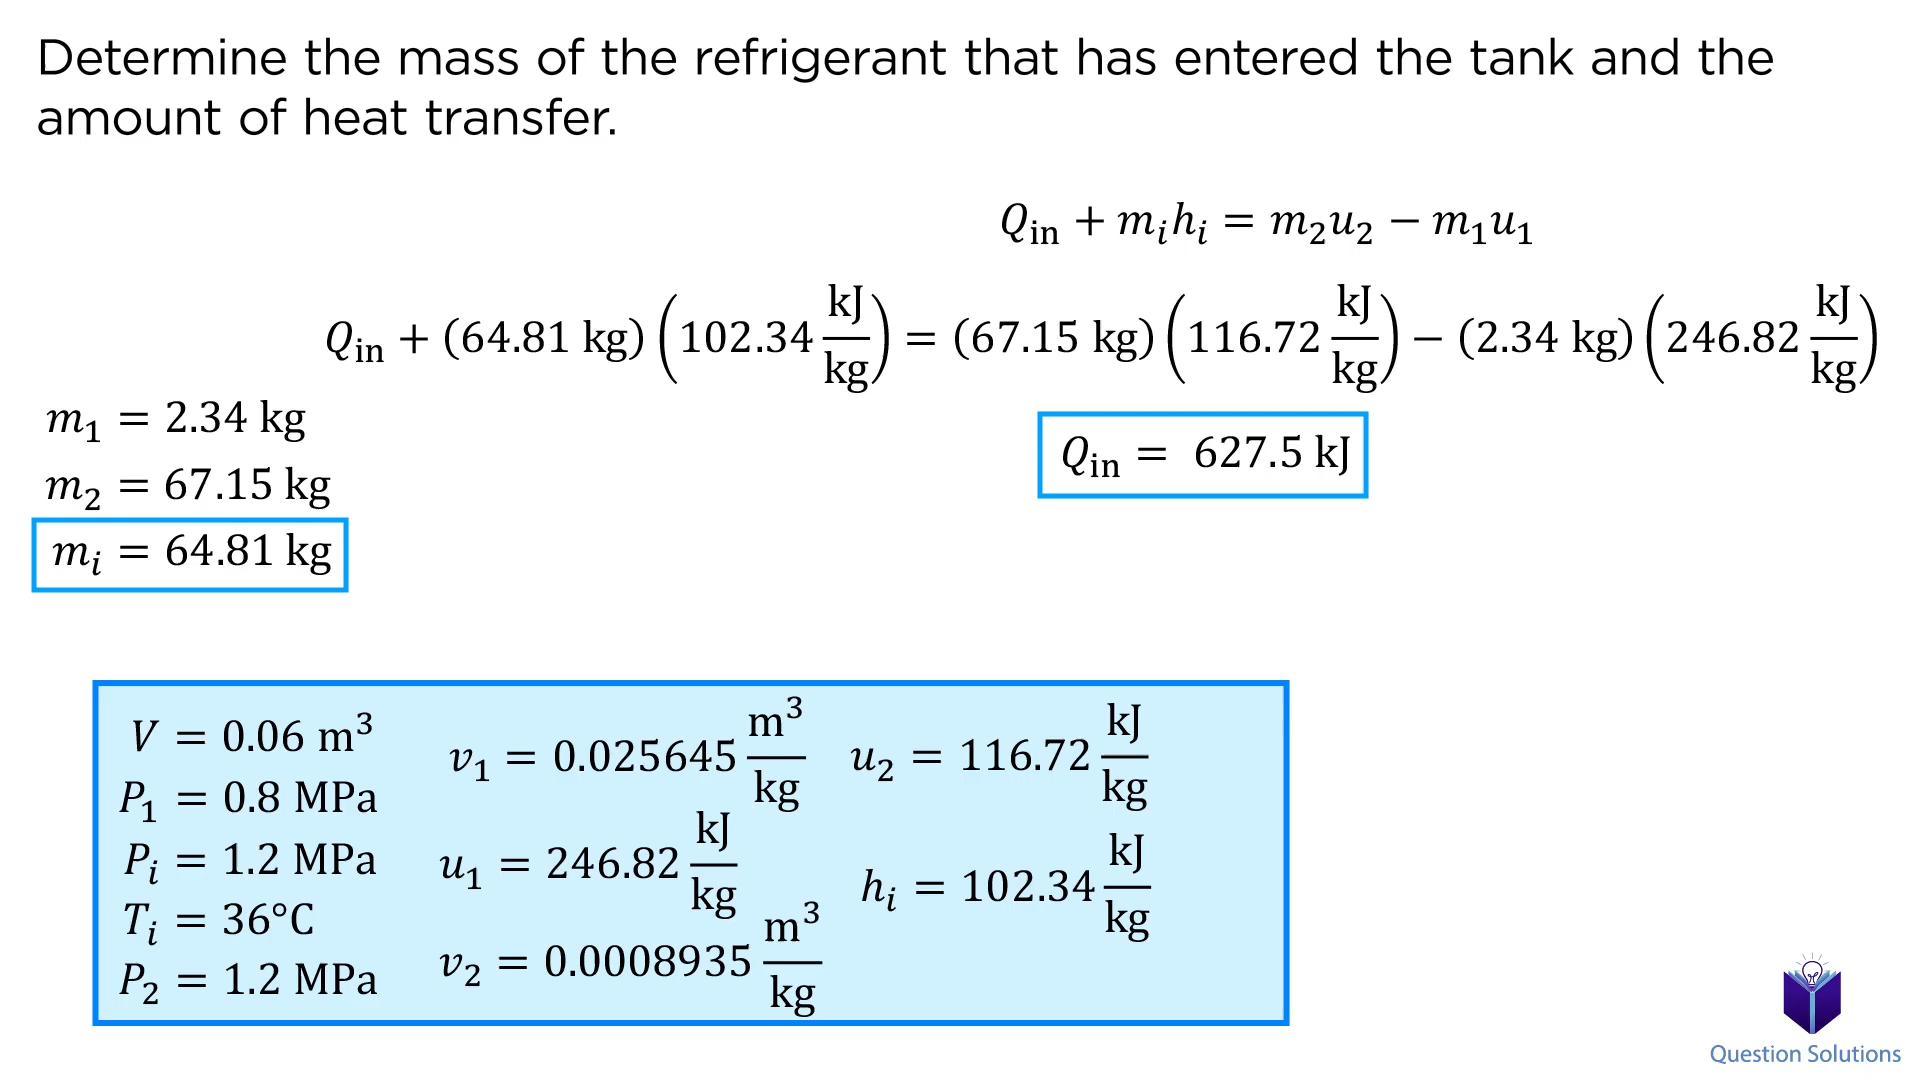 Determine the mass of the refrigerant that has entered the tank and the
amount of heat transfer.
Q_in + m_i h_i = m_2 u_2 − m_1 u_1
Q_in + (64.81 kg) (102.34 kJ/kg) = (67.15 kg) (116.72 kJ/kg) − (2.34 kg) (246.82 kJ/kg)
Q_in = 627.5 kJ
m_1 = 2.34 kg
m_2 = 67.15 kg
m_i = 64.81 kg
V = 0.06 m³
P_1 = 0.8 MPa
P_i = 1.2 MPa
T_i = 36°C
P_2 = 1.2 MPa
v_1 = 0.025645 m³/kg
u_1 = 246.82 kJ/kg
v_2 = 0.0008935 m³/kg
u_2 = 116.72 kJ/kg
h_i = 102.34 kJ/kg
Question Solutions